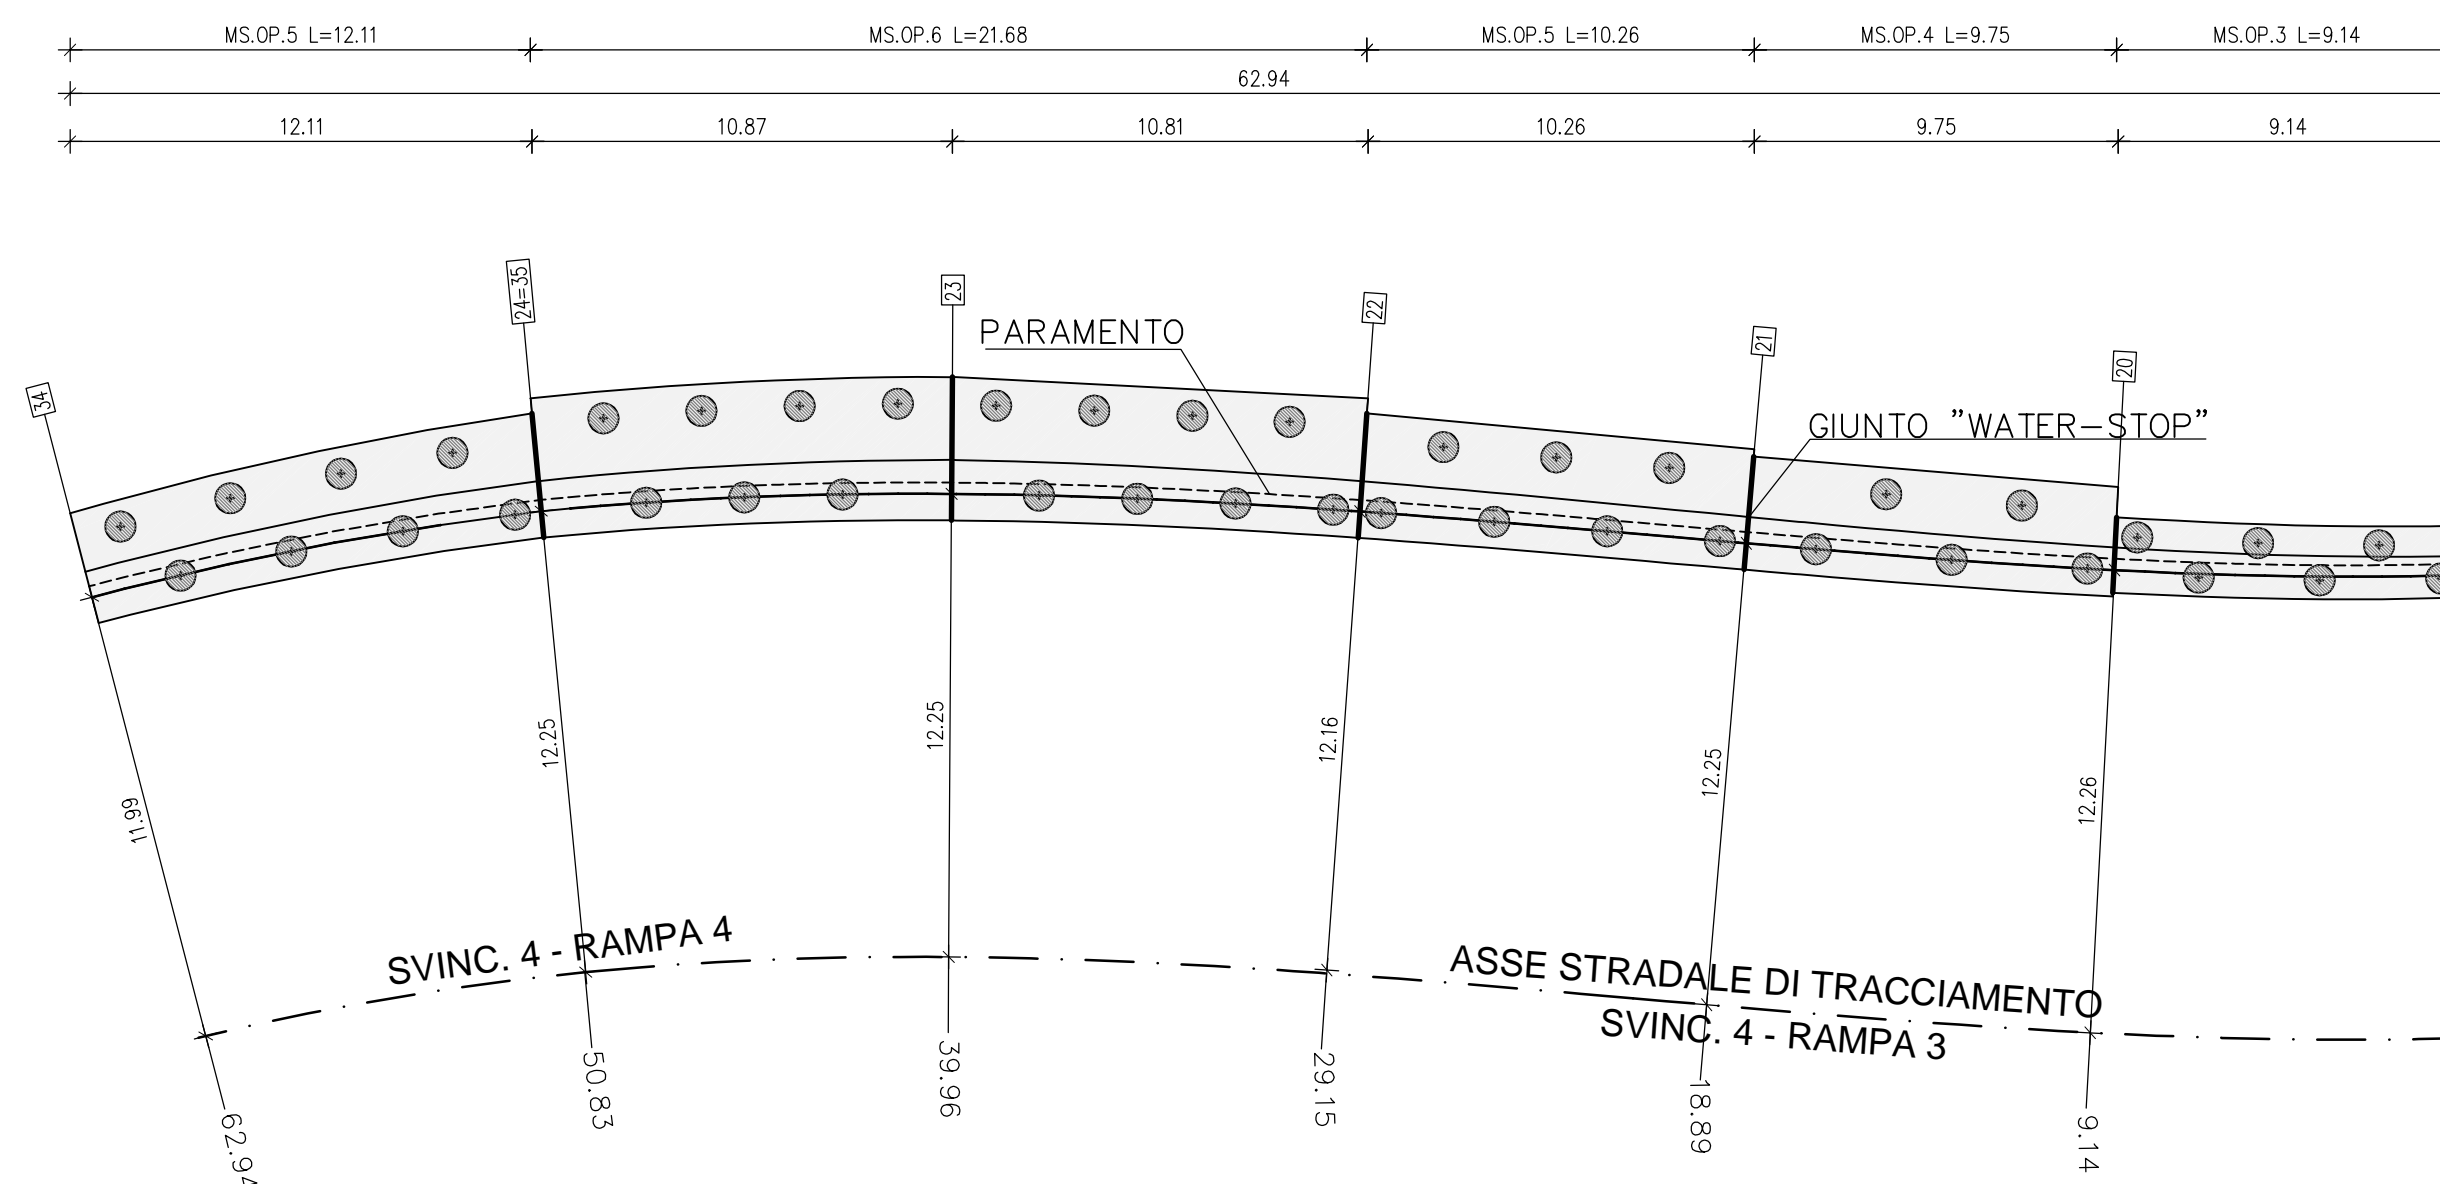 MS.OP.5 L=12.11
MS.OP.6 L=21.68
MS.OP.5 L=10.26
MS.OP.4 L=9.75
MS.OP.3 L=9.14
62.94
12.11
10.87
10.81
10.26
9.75
9.14
34
24=35
23
22
21
20
PARAMENTO
GIUNTO "WATER-STOP"
11.99
12.25
12.25
12.16
12.25
12.26
SVINC. 4 - RAMPA 4
ASSE STRADALE DI TRACCIAMENTO
SVINC. 4 - RAMPA 3
62.94
50.83
39.96
29.15
18.89
9.14